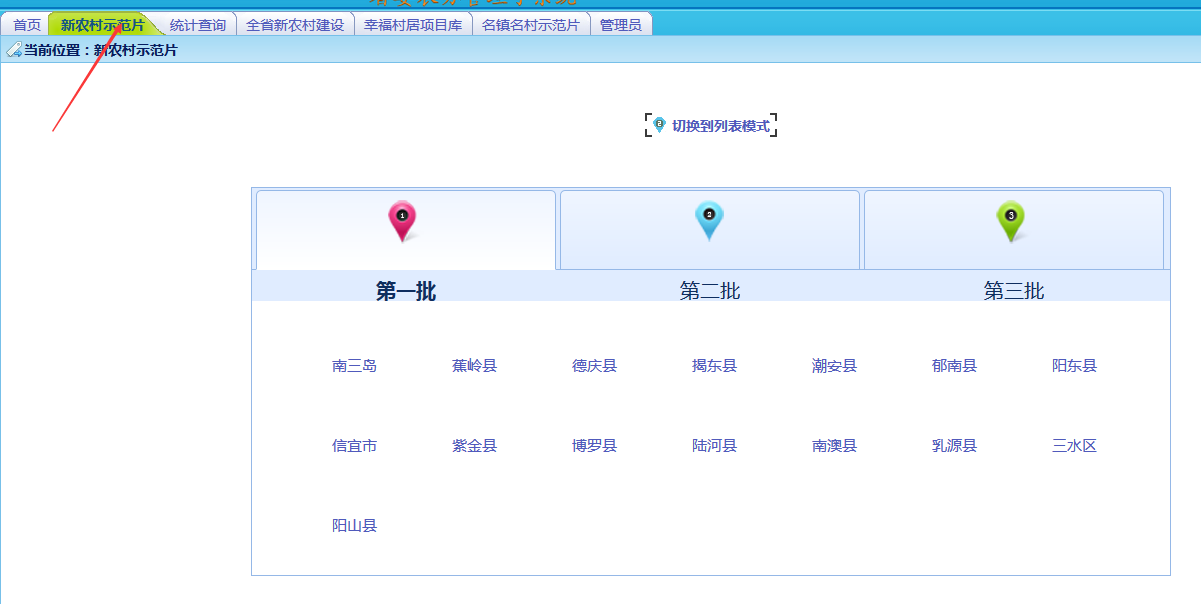 首页 新农村示范片 统计查询 全省新农村建设 幸福村居项目库 名镇名村示范片 管理员
当前位置：新农村示范片
2 切换到列表模式
1 2 3
第一批 第二批 第三批
南三岛 蕉岭县 德庆县 揭东县 潮安县 郁南县 阳东县
信宜市 紫金县 博罗县 陆河县 南澳县 乳源县 三水区
阳山县